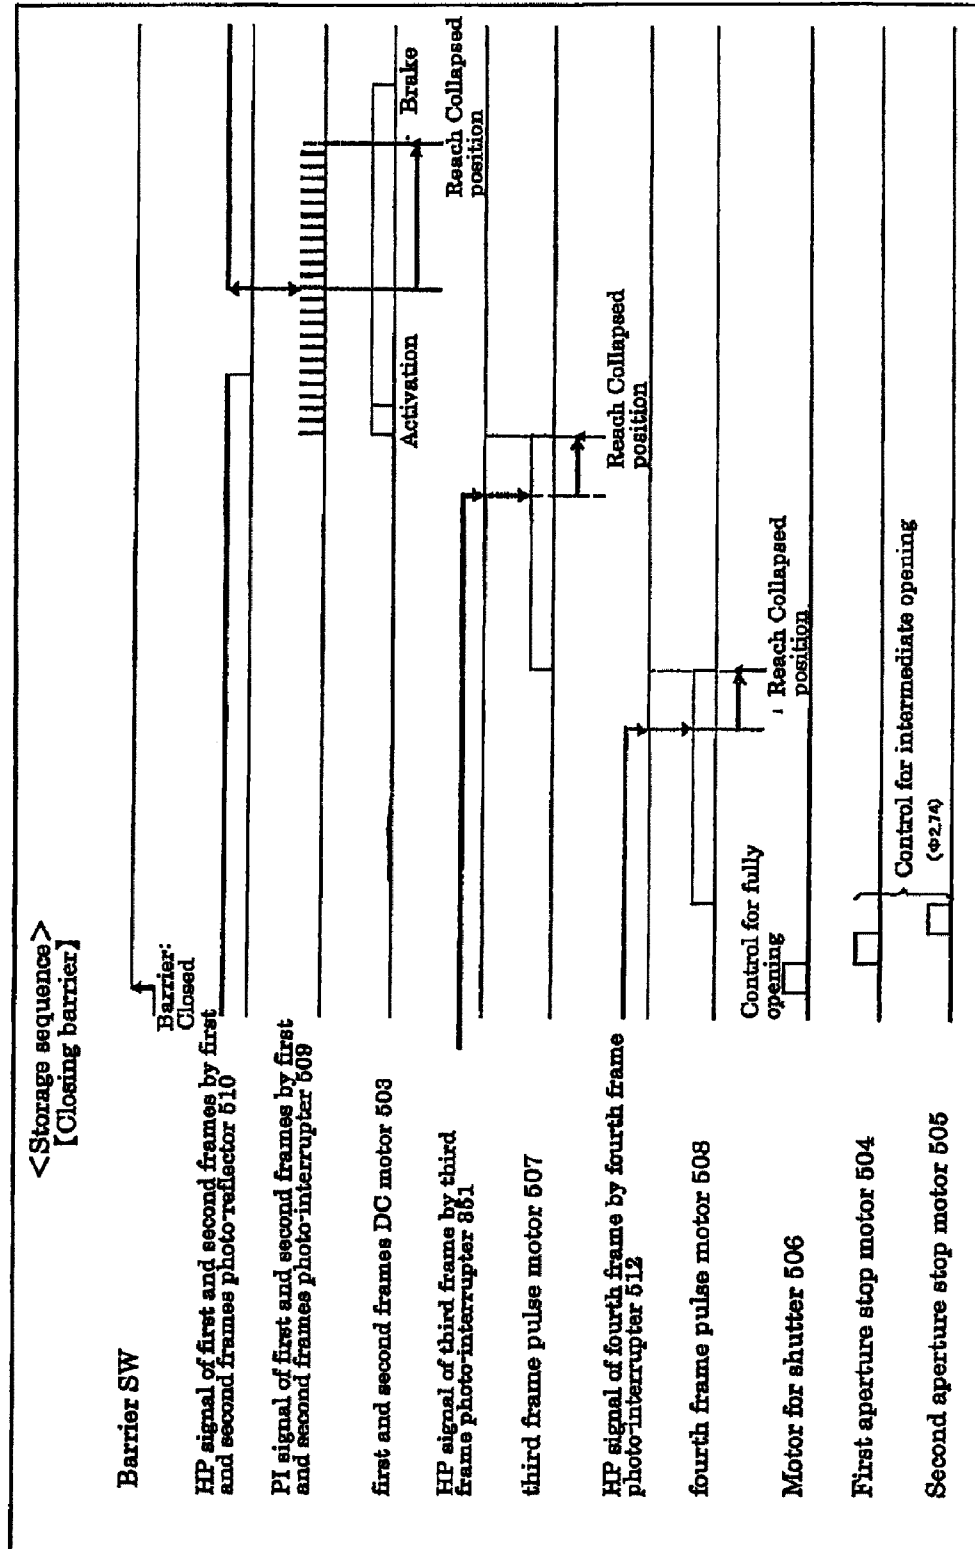 <Storage sequence>
【Closing barrier】
Barrier SW
Barrier:
Closed
HP signal of first and second frames by first
and second frames photo-reflector 510
PI signal of first and second frames by first
and second frames photo-interrupter 509
first and second frames DC motor 503
Activation
Brake
Reach Collapsed
position
HP signal of third frame by third
frame photo-interrupter 351
third frame pulse motor 507
Reach Collapsed
position
HP signal of fourth frame by fourth frame
photo-interrupter 512
fourth frame pulse motor 508
Reach Collapsed
position
Control for fully
opening
Motor for shutter 506
First aperture stop motor 504
Control for intermediate opening
(Φ2.74)
Second aperture stop motor 505